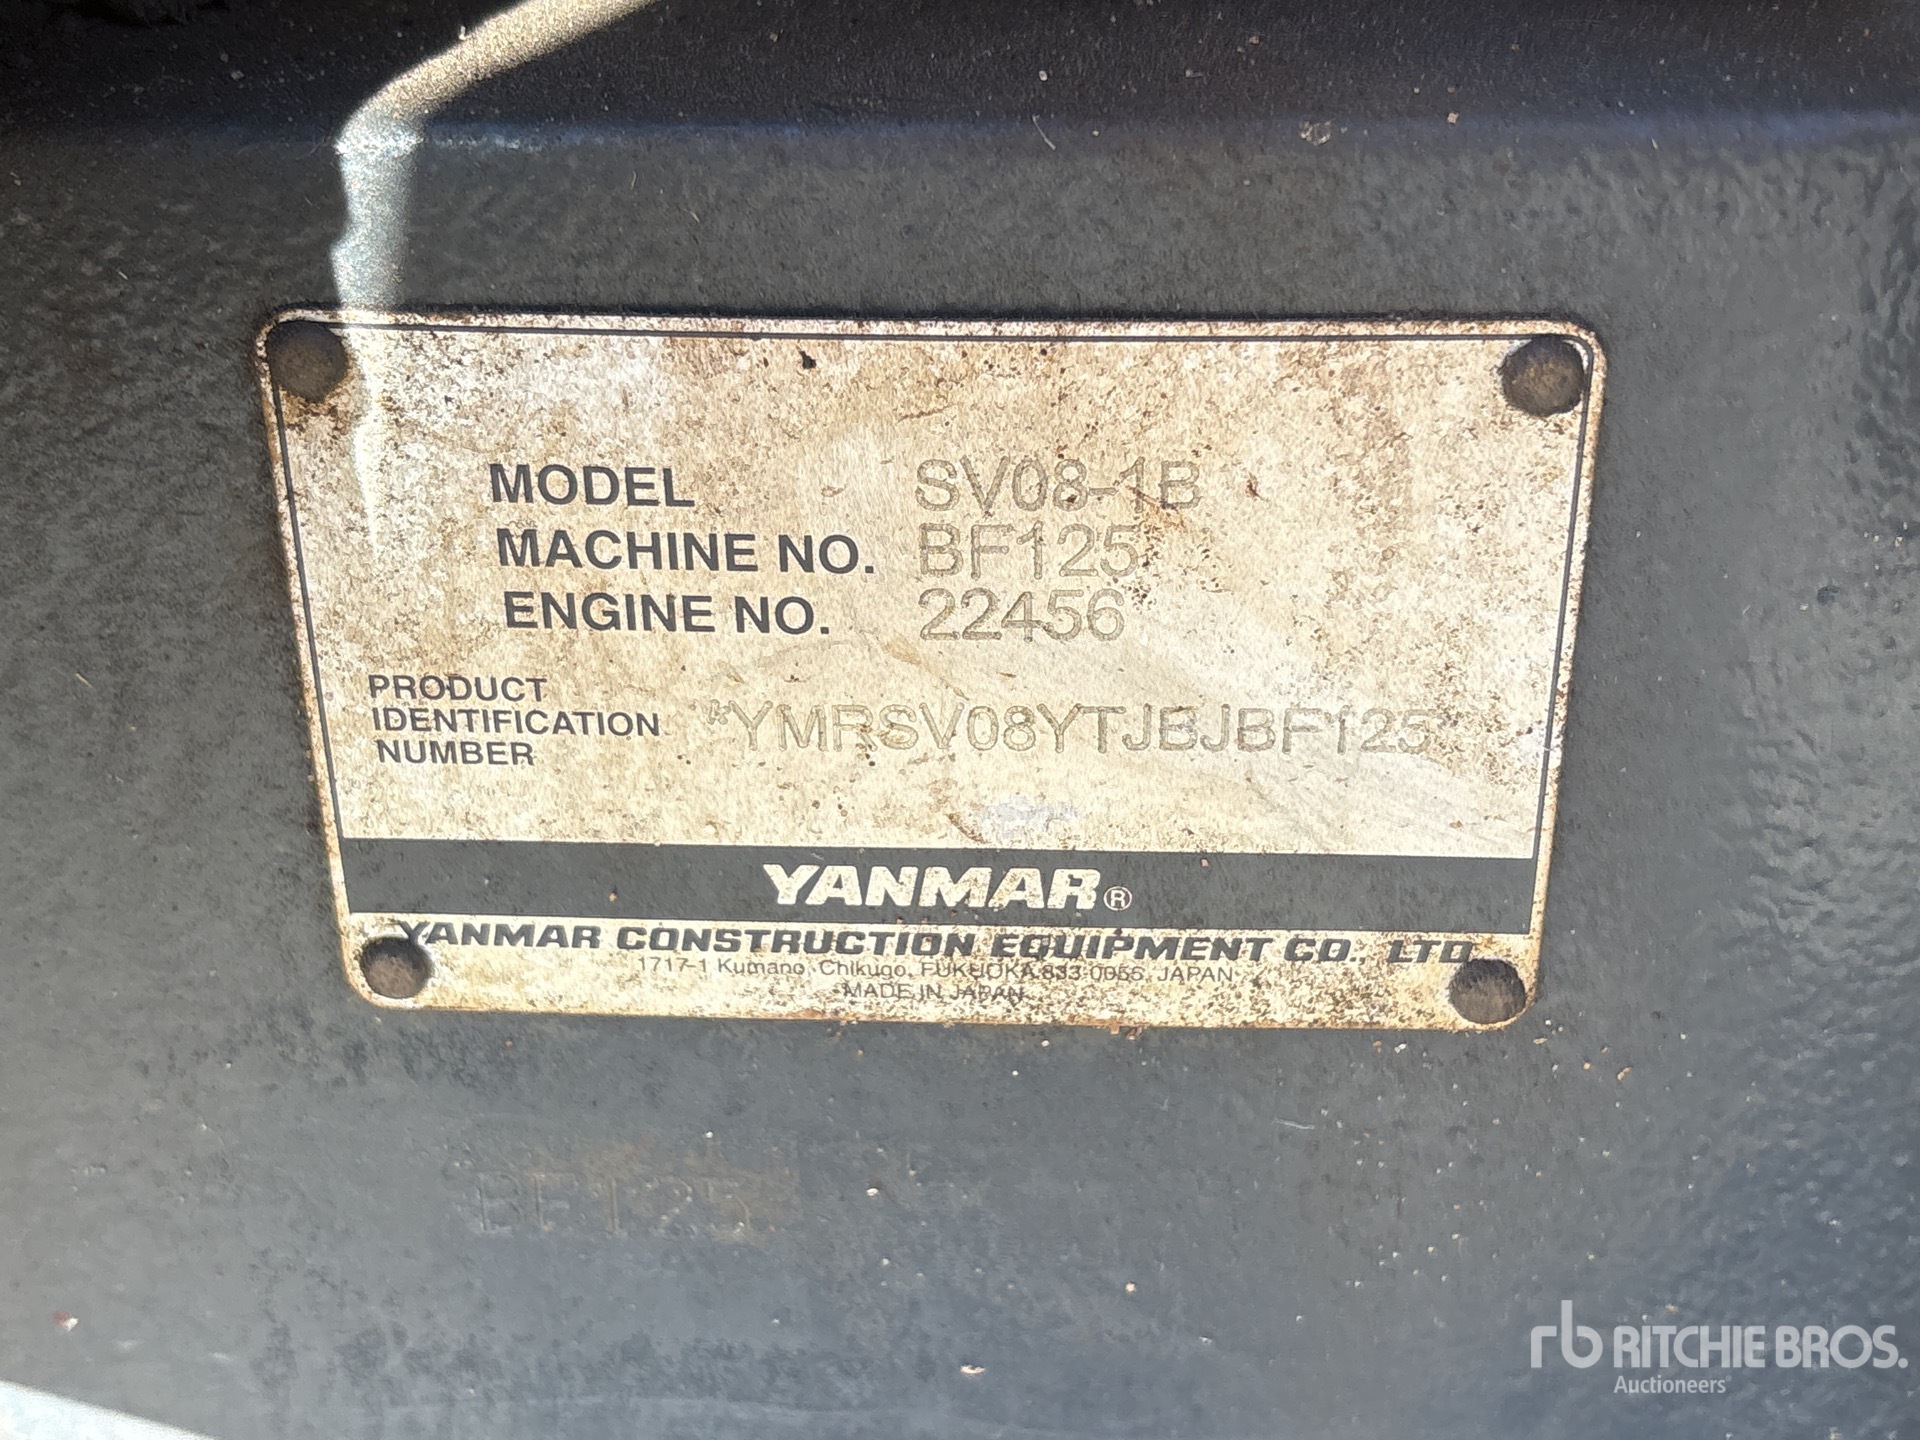 MODEL SV08-1B
MACHINE NO. BF125
ENGINE NO. 22456
PRODUCT
IDENTIFICATION
NUMBER
*YMRSV08YTJBJBF125
YANMAR®
YANMAR CONSTRUCTION EQUIPMENT CO., LTD.
1717-1 Kumano, Chikugo, FUKUOKA 833-0055, JAPAN
MADE IN JAPAN
BF125
rb RITCHIE BROS.
Auctioneers